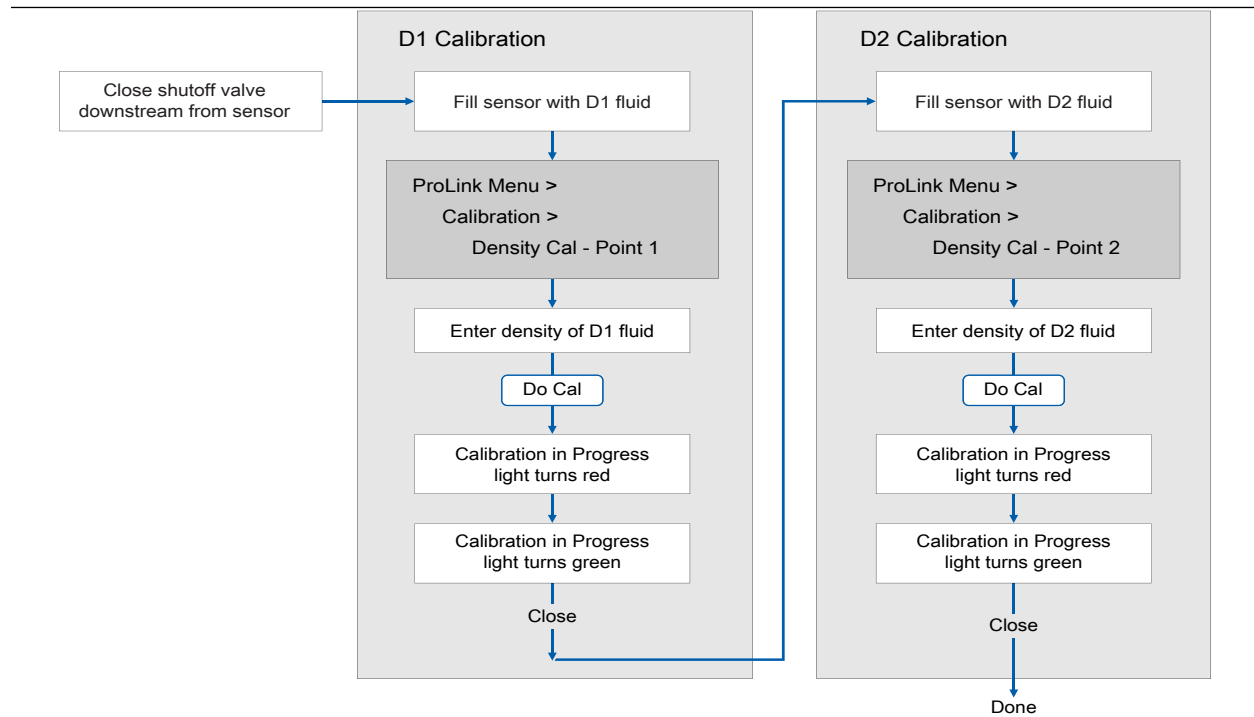 Close shutoff valve
downstream from sensor
D1 Calibration
Fill sensor with D1 fluid
ProLink Menu >
Calibration >
Density Cal - Point 1
Enter density of D1 fluid
Do Cal
Calibration in Progress
light turns red
Calibration in Progress
light turns green
Close
D2 Calibration
Fill sensor with D2 fluid
ProLink Menu >
Calibration >
Density Cal - Point 2
Enter density of D2 fluid
Do Cal
Calibration in Progress
light turns red
Calibration in Progress
light turns green
Close
Done